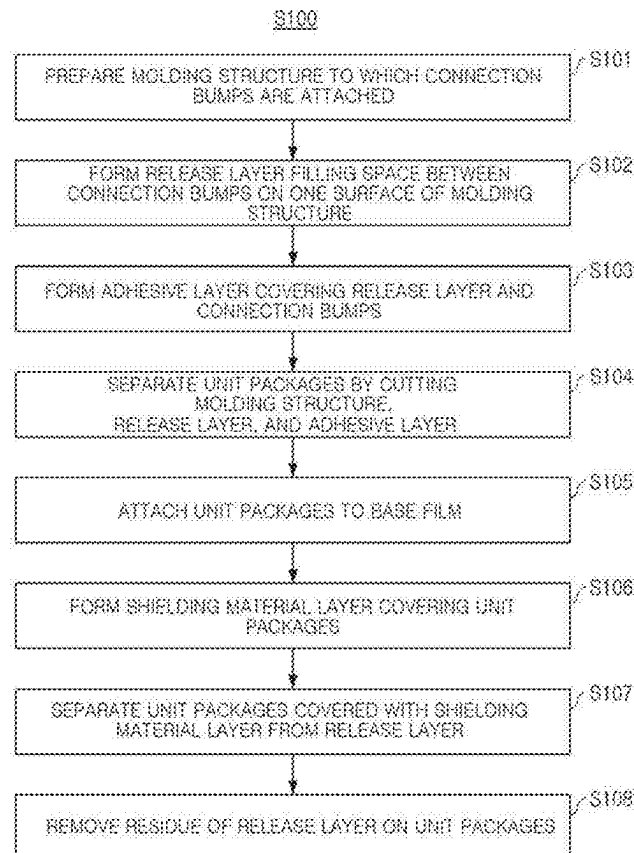 S100
S101
PREPARE MOLDING STRUCTURE TO WHICH CONNECTION
BUMPS ARE ATTACHED
S102
FORM RELEASE LAYER FILLING SPACE BETWEEN
CONNECTION BUMPS ON ONE SURFACE OF MOLDING
STRUCTURE
S103
FORM ADHESIVE LAYER COVERING RELEASE LAYER AND
CONNECTION BUMPS
S104
SEPARATE UNIT PACKAGES BY CUTTING
MOLDING STRUCTURE,
RELEASE LAYER, AND ADHESIVE LAYER
S105
ATTACH UNIT PACKAGES TO BASE FILM
S106
FORM SHIELDING MATERIAL LAYER COVERING UNIT
PACKAGES
S107
SEPARATE UNIT PACKAGES COVERED WITH SHIELDING
MATERIAL LAYER FROM RELEASE LAYER
S108
REMOVE RESIDUE OF RELEASE LAYER ON UNIT PACKAGES